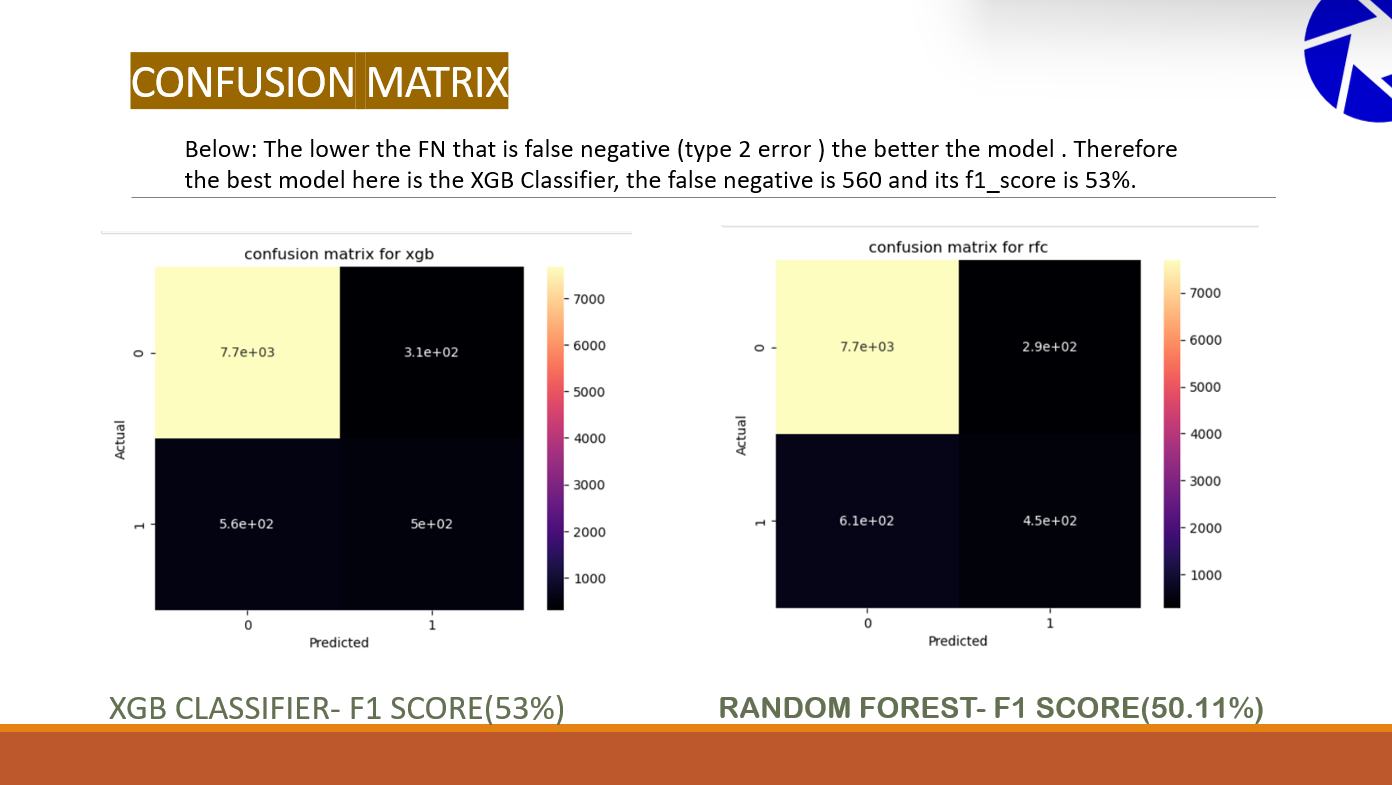 CONFUSION MATRIX
Below: The lower the FN that is false negative (type 2 error ) the better the model . Therefore
the best model here is the XGB Classifier, the false negative is 560 and its f1_score is 53%.
confusion matrix for xgb
7.7e+03
3.1e+02
5.6e+02
5e+02
0
1
Actual
0
1
Predicted
7000
6000
5000
4000
3000
2000
1000
confusion matrix for rfc
7.7e+03
2.9e+02
6.1e+02
4.5e+02
0
1
Actual
0
1
Predicted
7000
6000
5000
4000
3000
2000
1000
XGB CLASSIFIER- F1 SCORE(53%)
RANDOM FOREST- F1 SCORE(50.11%)